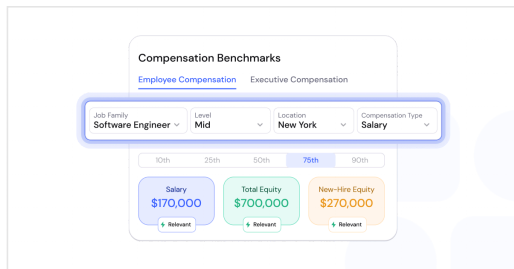 Compensation Benchmarks
Employee Compensation Executive Compensation
Job Family Level Location Compensation Type
Software Engineer Mid New York Salary
10th 25th 50th 75th 90th
Salary Total Equity New-Hire Equity
$170,000 $700,000 $270,000
Relevant Relevant Relevant